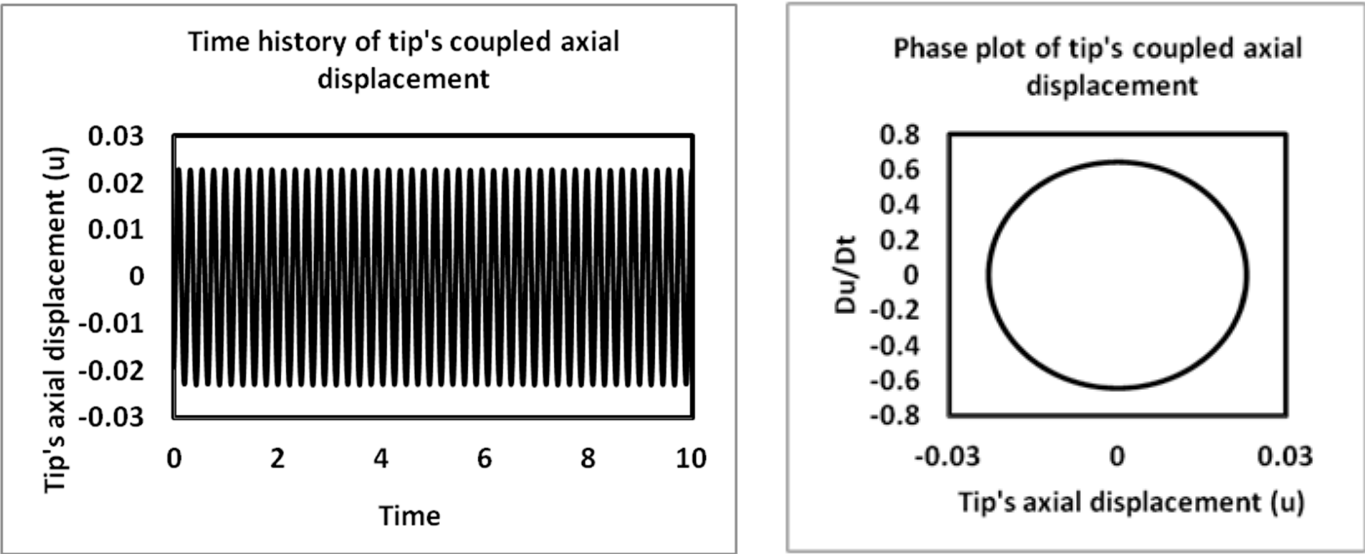 Time history of tip's coupled axial
displacement
Tip's axial displacement (u)
0.03
0.02
0.01
0
-0.01
-0.02
-0.03
0 2 4 6 8 10
Time
Phase plot of tip's coupled axial
displacement
Du/Dt
0.8
0.6
0.4
0.2
0
-0.2
-0.4
-0.6
-0.8
-0.03 0 0.03
Tip's axial displacement (u)